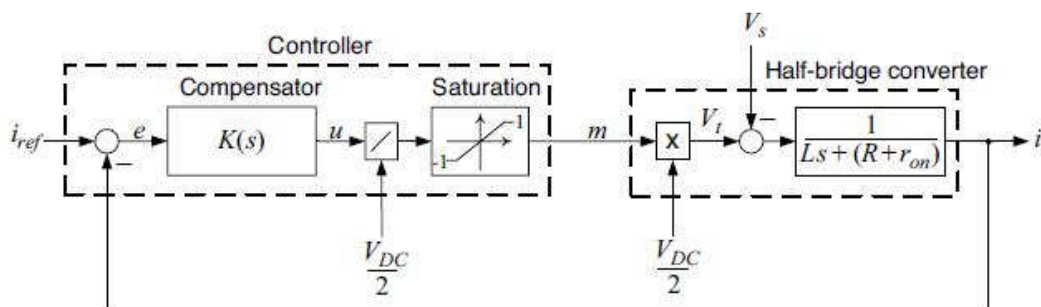 Controller
Compensator
Saturation
i_ref
e
K(s)
u
1
-1
m
V_DC/2
V_s
Half-bridge converter
x
V_t
1/(Ls+(R+r_on))
i
V_DC/2